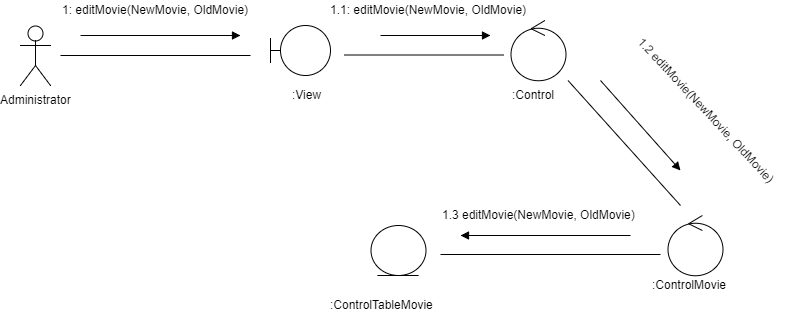 1: editMovie(NewMovie, OldMovie)
1.1: editMovie(NewMovie, OldMovie)
Administrator
:View
:Control
1.2 editMovie(NewMovie, OldMovie)
1.3 editMovie(NewMovie, OldMovie)
:ControlMovie
:ControlTableMovie